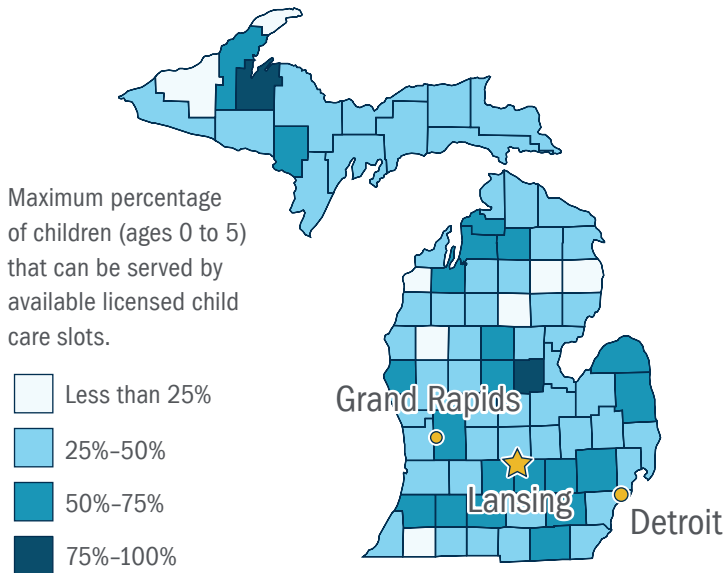 Maximum percentage
of children (ages 0 to 5)
that can be served by
available licensed child
care slots.
Less than 25%
25%–50%
50%–75%
75%–100%
Grand Rapids
Lansing
Detroit